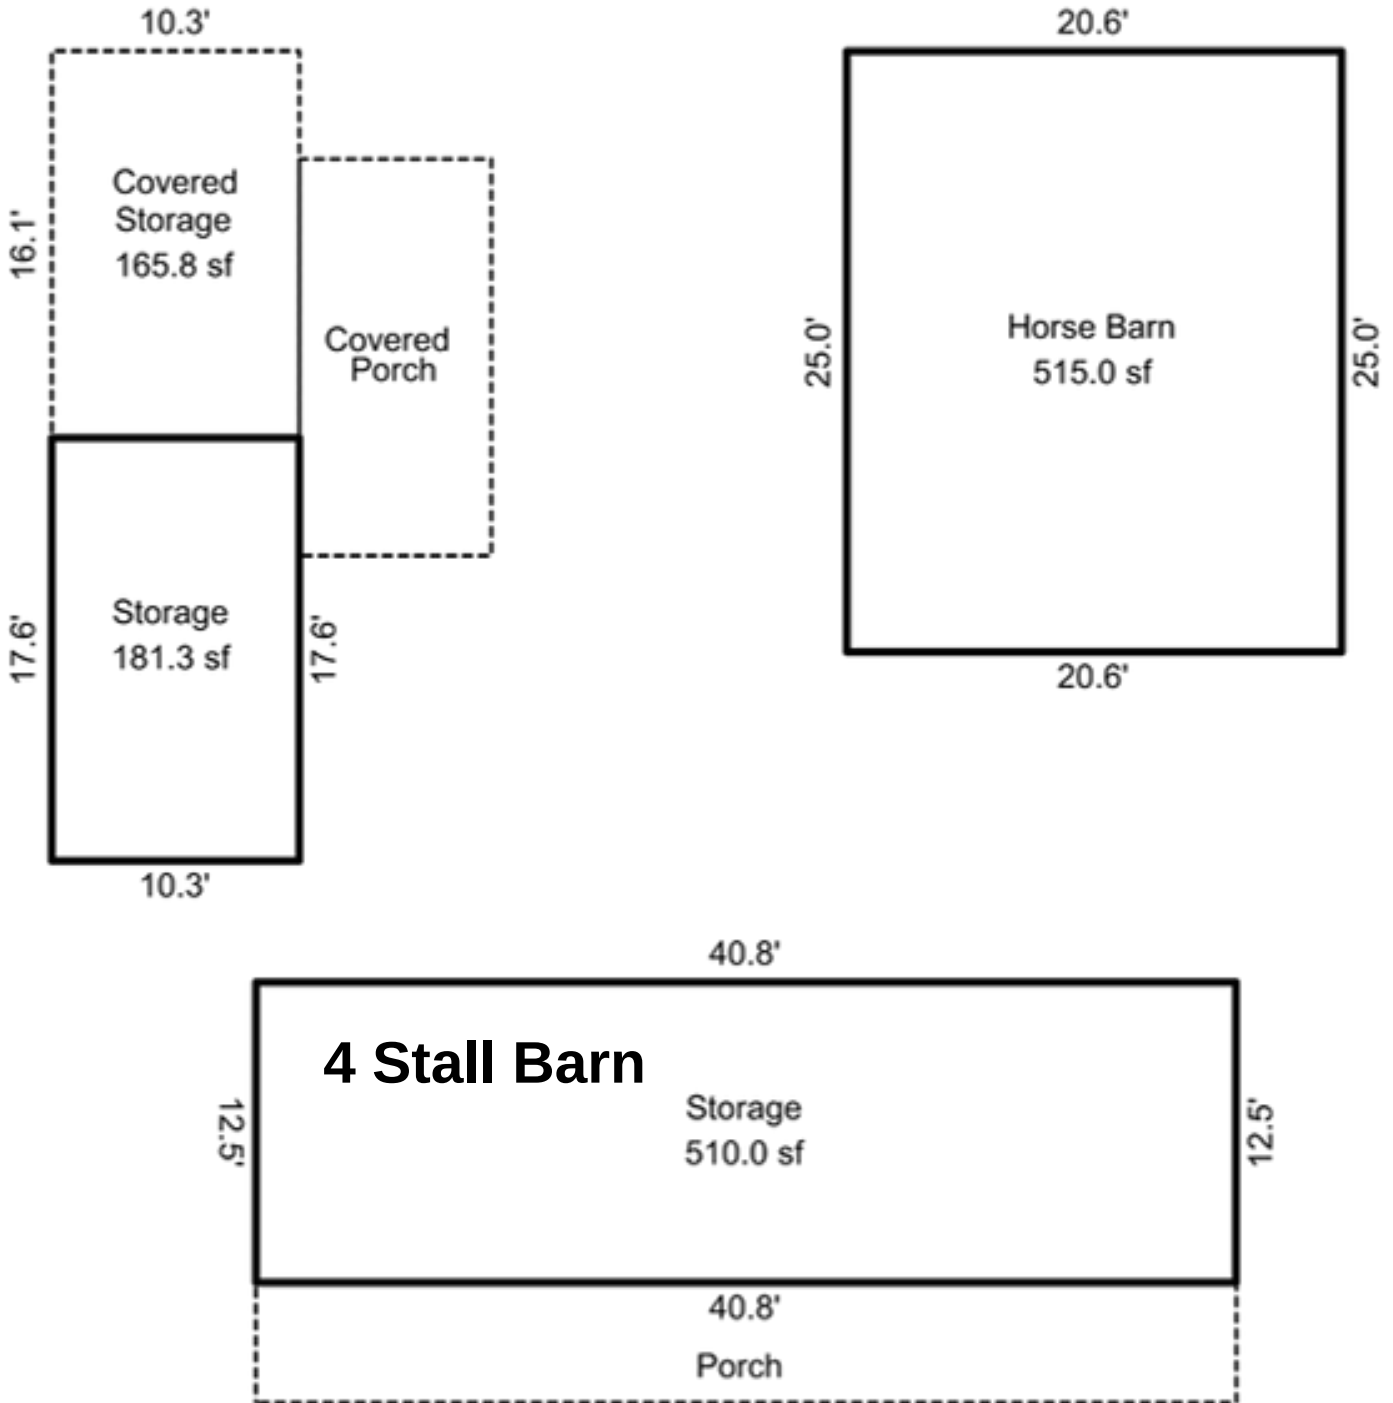 10.3'
Covered
Storage
165.8 sf
16.1'
Covered
Porch
Storage
181.3 sf
17.6'
17.6'
10.3'
20.6'
25.0'
Horse Barn
515.0 sf
25.0'
20.6'
40.8'
4 Stall Barn
12.5'
Storage
510.0 sf
12.5'
40.8'
Porch